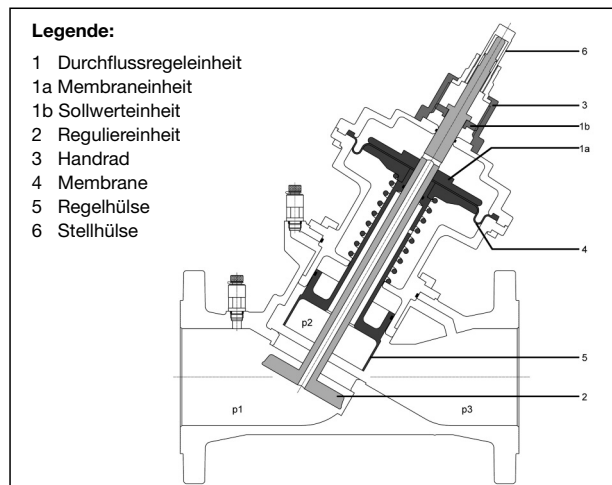 Legende:
1 Durchflussregeleinheit
1a Membraneinheit
1b Sollwerteinheit
2 Reguliereinheit
3 Handrad
4 Membrane
5 Regelhülse
6 Stellhülse
6
3
1b
1a
4
p2
5
2
p1
p3